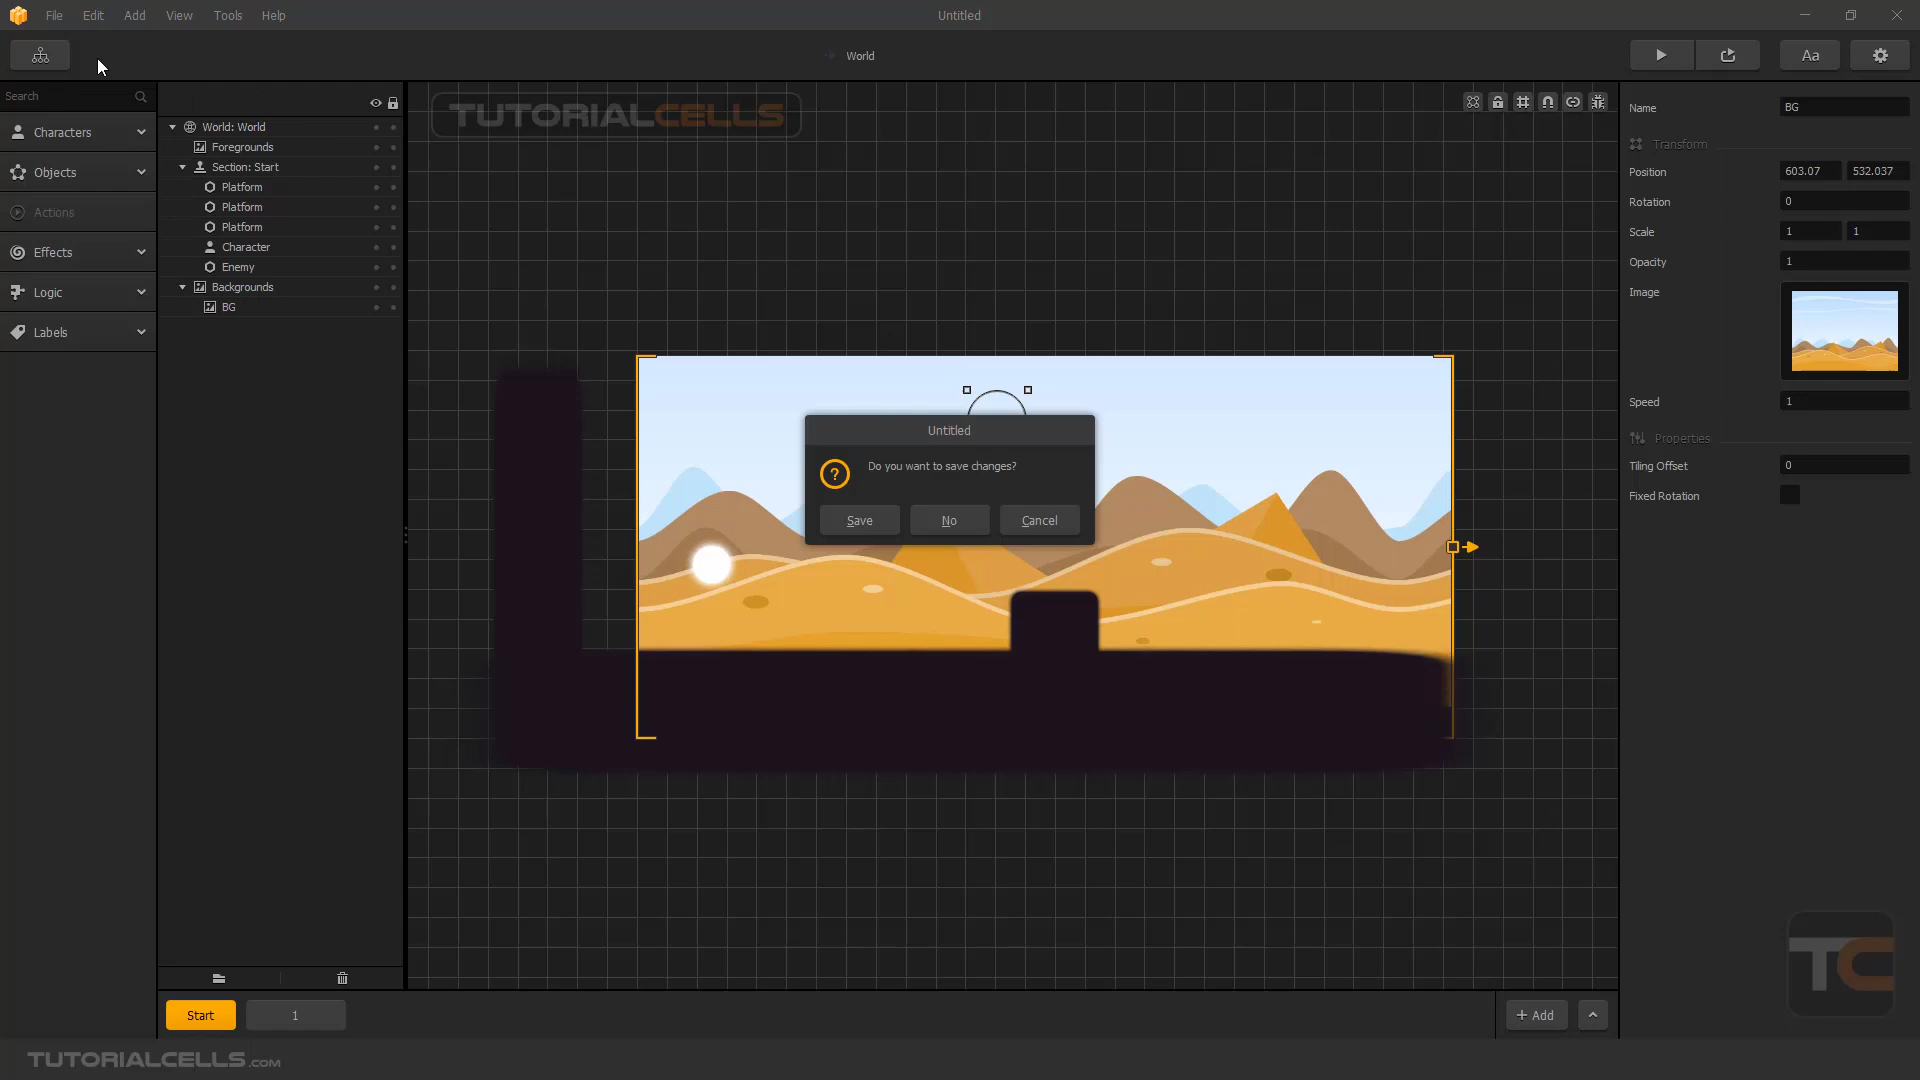 File Edit Add View Tools Help
Untitled
World
Aa
Search
Characters
Objects
Actions
Effects
Logic
Labels
World: World
Foregrounds
Section: Start
Platform
Platform
Platform
Character
Enemy
Backgrounds
BG
TUTORIALCELLS
Untitled
? Do you want to save changes?
Save No Cancel
Name BG
Transform
Position 603.07 532.037
Rotation 0
Scale 1 1
Opacity 1
Image
Speed 1
Properties
Tiling Offset 0
Fixed Rotation
TC
Start 1
+ Add
TUTORIALCELLS.COM